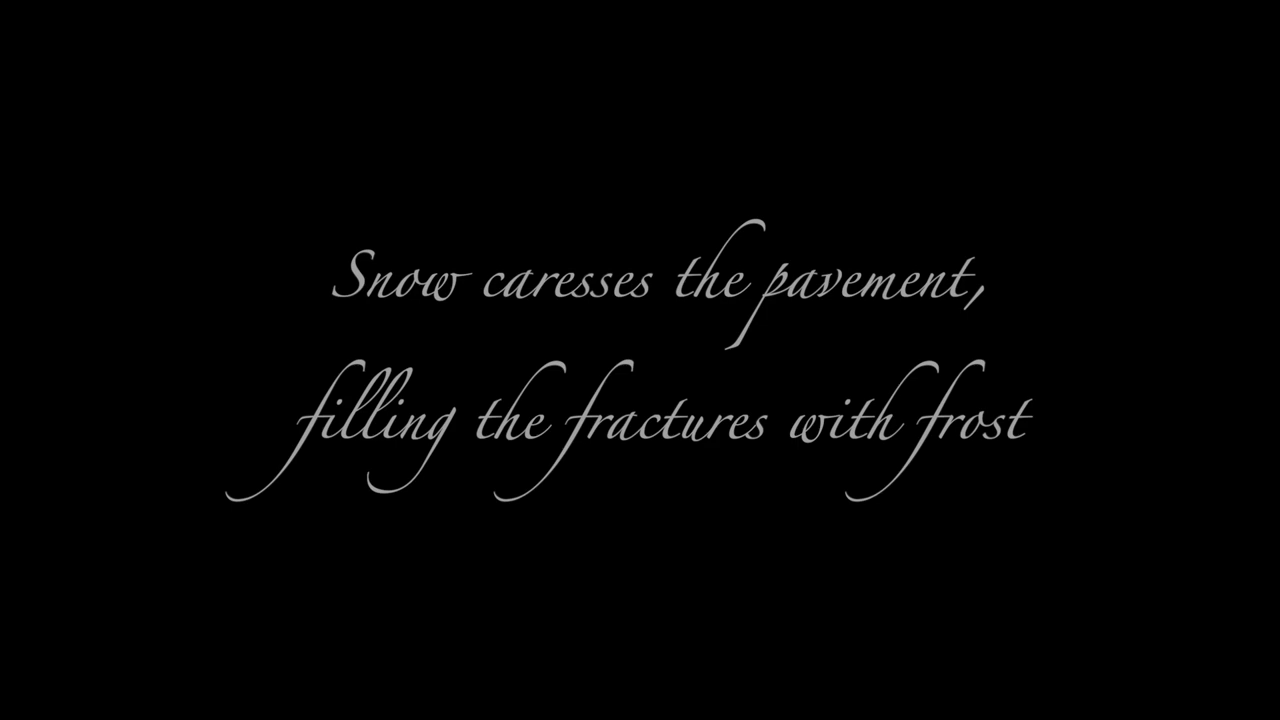 Snow caresses the pavement,
filling the fractures with frost